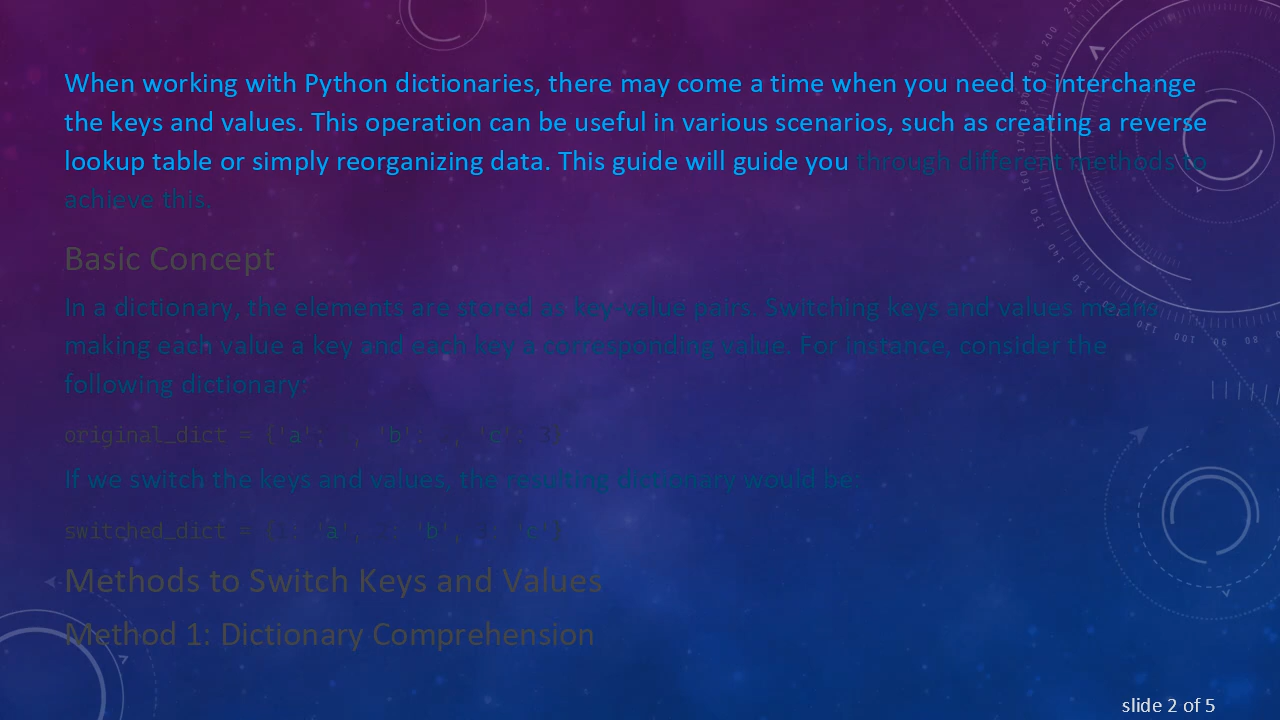 When working with Python dictionaries, there may come a time when you need to interchange
the keys and values. This operation can be useful in various scenarios, such as creating a reverse
lookup table or simply reorganizing data. This guide will guide you through different methods to
achieve this.
Basic Concept
In a dictionary, the elements are stored as key-value pairs. Switching keys and values means
making each value a key and each key a corresponding value. For instance, consider the
following dictionary:
original_dict = {'a': , 'b': , 'c': 3}
If we switch the keys and values, the resulting dictionary would be:
switched_dict = { : 'a', : 'b', : 'c'}
Methods to Switch Keys and Values
Method 1: Dictionary Comprehension
slide 2 of 5